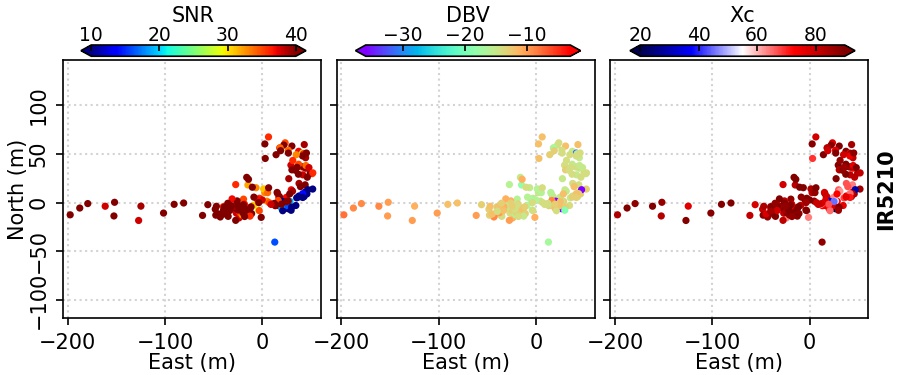 SNR
10 20 30 40
DBV
−30 −20 −10
Xc
20 40 60 80
North (m)
100
50
0
−50
−100
−200 −100 0
East (m)
−200 −100 0
East (m)
−200 −100 0
East (m)
IR5210